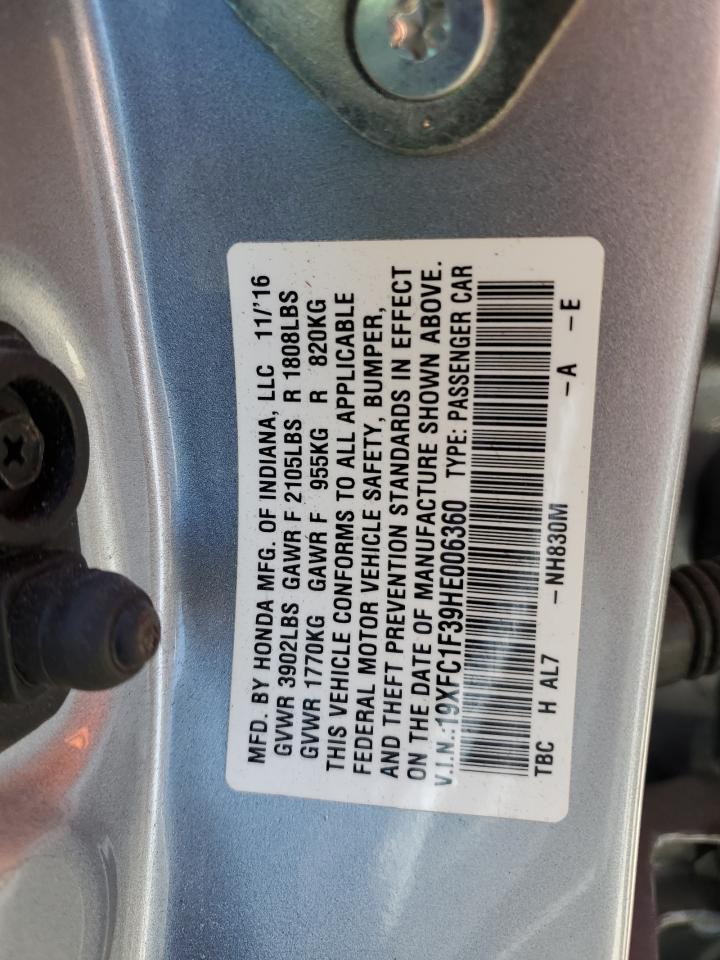 MFD. BY HONDA MFG. OF INDIANA, LLC 11/'16
GVWR 3902LBS GAWR F 2105LBS R 1808LBS
GVWR 1770KG GAWR F 955KG R 820KG
THIS VEHICLE CONFORMS TO ALL APPLICABLE
FEDERAL MOTOR VEHICLE SAFETY, BUMPER,
AND THEFT PREVENTION STANDARDS IN EFFECT
ON THE DATE OF MANUFACTURE SHOWN ABOVE.
V.I.N.:19XFC1F39HE006360 TYPE: PASSENGER CAR
TBC H AL7 -NH830M -A -E